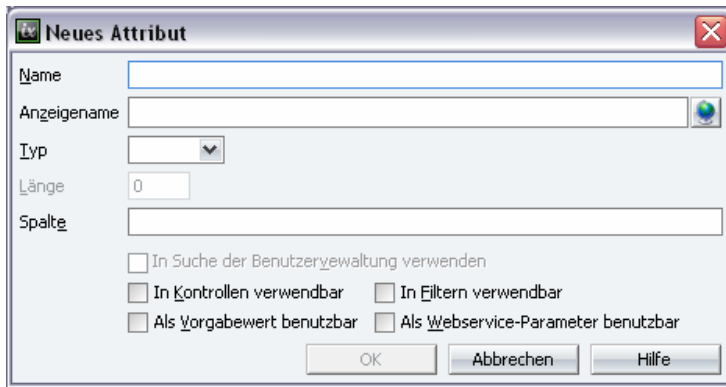 Neues Attribut
Name
Anzeigename
Typ
Länge 0
Spalte
In Suche der Benutzervewaltung verwenden
In Kontrollen verwendbar In Filtern verwendbar
Als Vorgabewert benutzbar Als Webservice-Parameter benutzbar
OK Abbrechen Hilfe